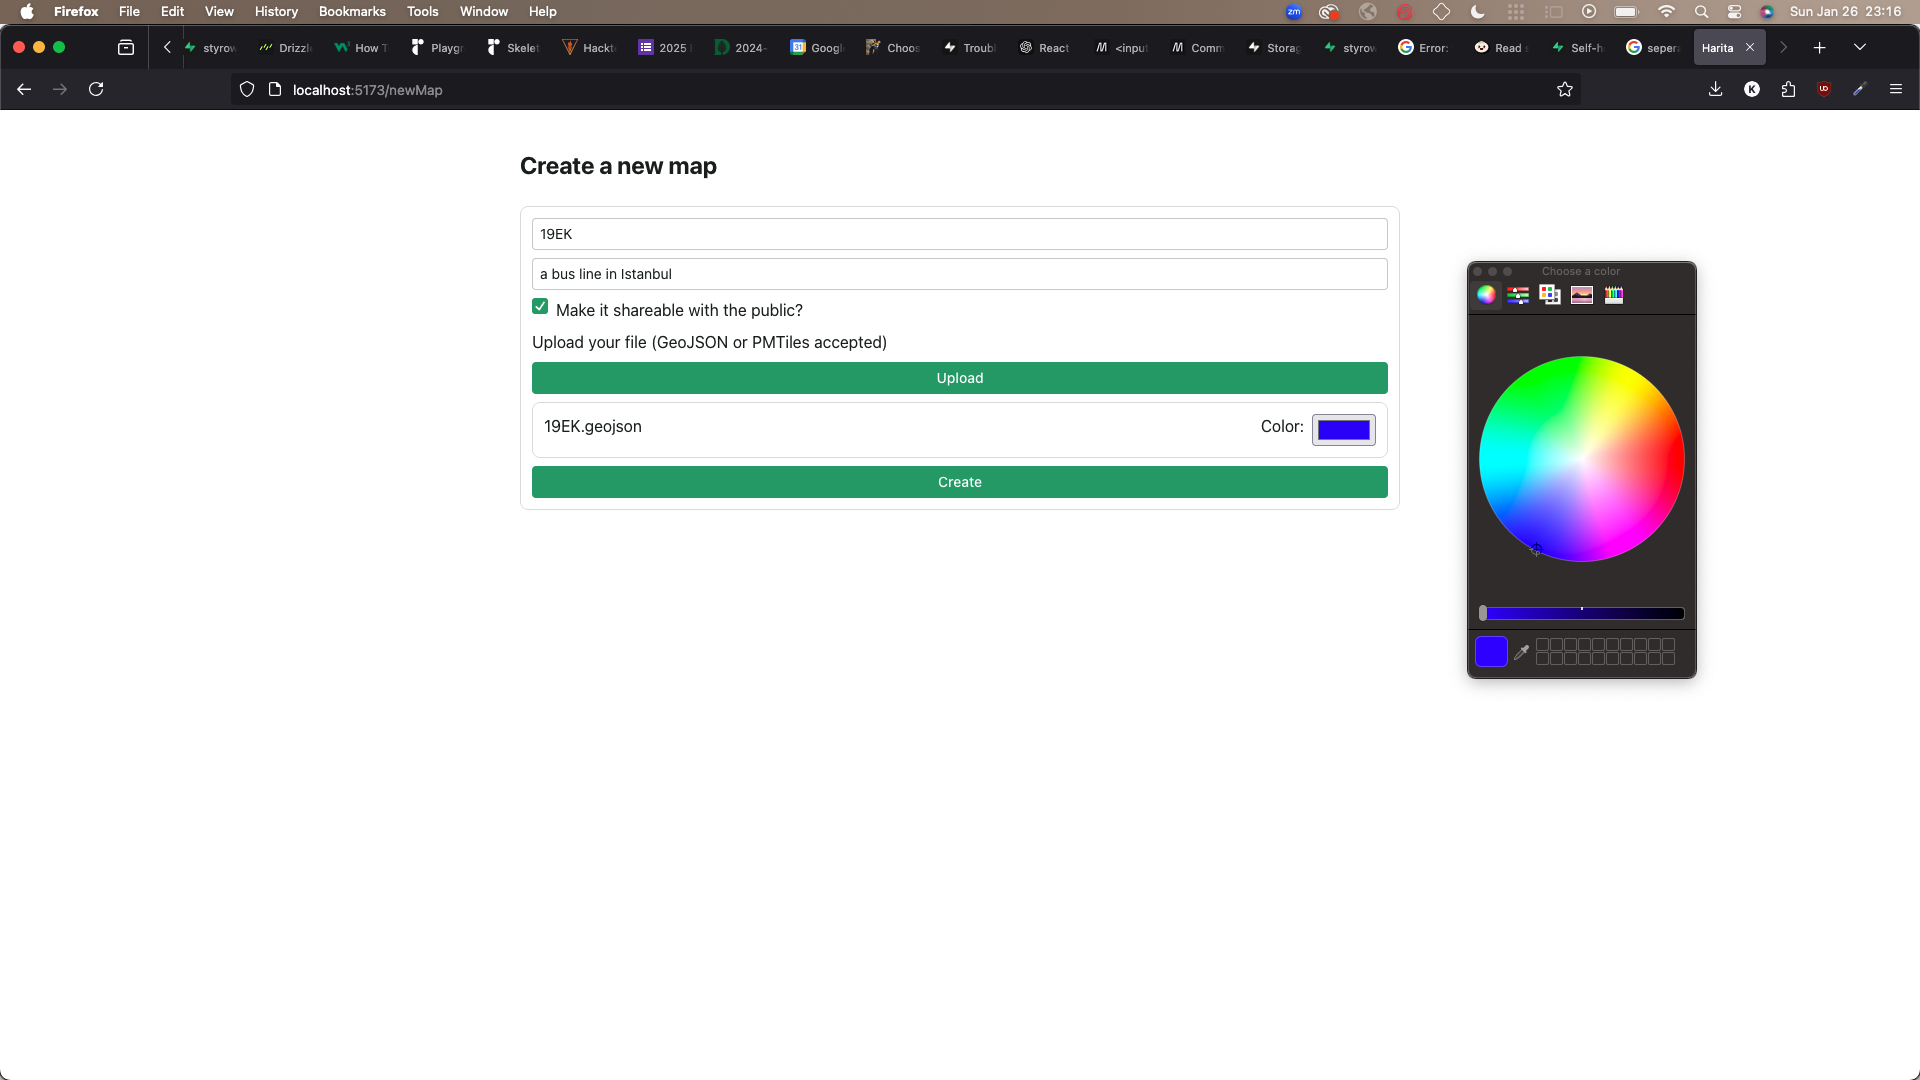 Firefox File Edit View History Bookmarks Tools Window Help zm Sun Jan 26 23:16
styrow Drizzl How T Playgr Skelet Hackt 2025 2024- Googl Choos Troubl React <input Comm Storag styrow Error: Read s Self-h seper Harita
localhost:5173/newMap K
Create a new map
19EK
a bus line in Istanbul
Make it shareable with the public?
Upload your file (GeoJSON or PMTiles accepted)
Upload
19EK.geojson Color:
Create
Choose a color